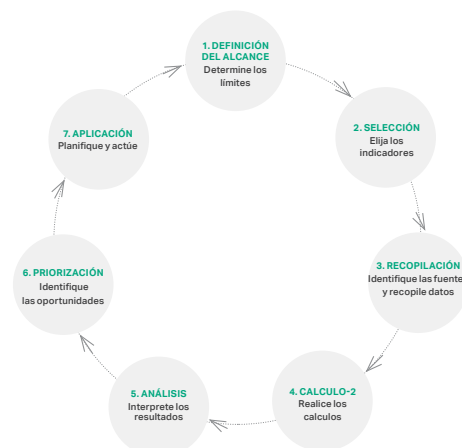 1. DEFINICIÓN
DEL ALCANCE
Determine los
límites
2. SELECCIÓN
Elija los
indicadores
3. RECOPILACIÓN
Identifique las fuente
y recopile datos
4. CALCULO-2
Realice los
calculos
5. ANÁLISIS
Interprete los
resultados
6. PRIORIZACIÓN
Identifique
las oportunidades
7. APLICACIÓN
Planifique y actúe